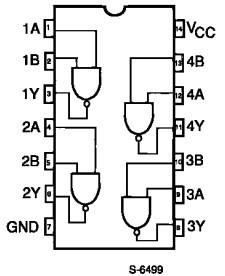 1A 1 14 VCC
1B 2 13 4B
1Y 3 12 4A
2A 4 11 4Y
2B 5 10 3B
2Y 6 9 3A
GND 7 8 3Y
S-6499